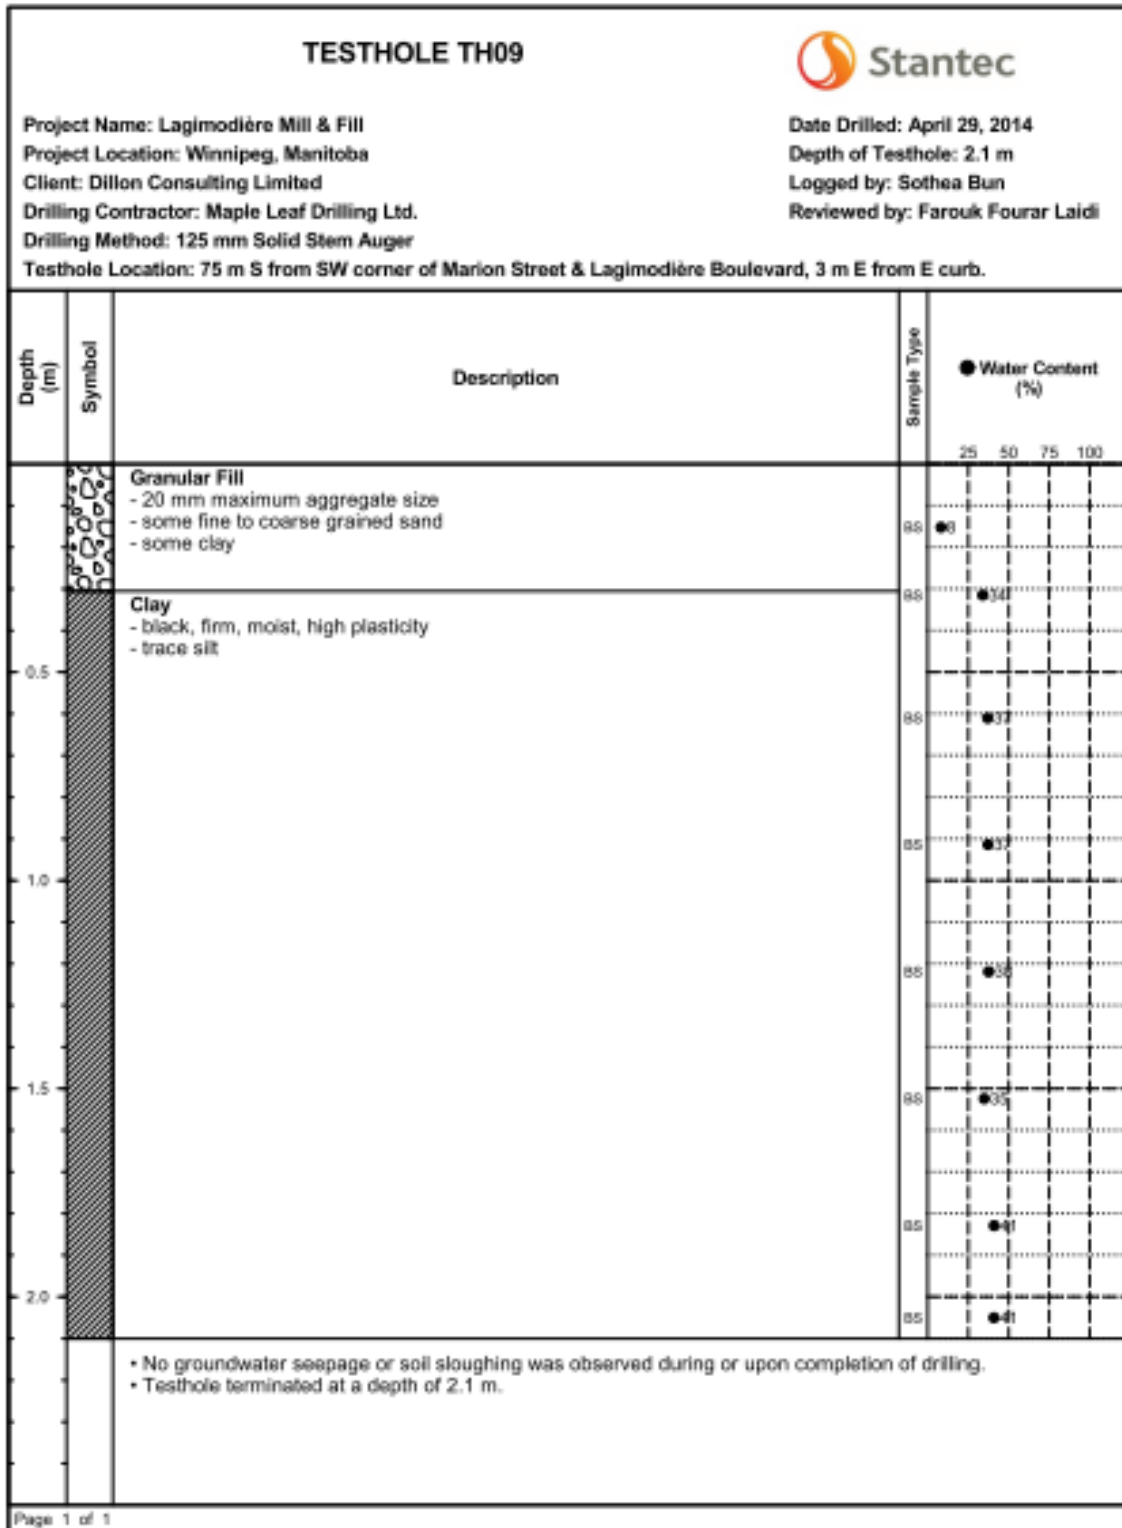 TESTHOLE TH09
Stantec
Project Name: Lagimodière Mill & Fill
Project Location: Winnipeg, Manitoba
Client: Dillon Consulting Limited
Drilling Contractor: Maple Leaf Drilling Ltd.
Drilling Method: 125 mm Solid Stem Auger
Testhole Location: 75 m S from SW corner of Marion Street & Lagimodière Boulevard, 3 m E from E curb.
Date Drilled: April 29, 2014
Depth of Testhole: 2.1 m
Logged by: Sothea Bun
Reviewed by: Farouk Fourar Laidi
Depth
(m)
Symbol
Description
Sample Type
Water Content
(%)
25 50 75 100
Granular Fill
- 20 mm maximum aggregate size
- some fine to coarse grained sand
- some clay
BS 8
BS 34
Clay
- black, firm, moist, high plasticity
- trace silt
0.5
BS 37
BS 37
1.0
BS 38
1.5
BS 35
BS 41
2.0
BS 41
• No groundwater seepage or soil sloughing was observed during or upon completion of drilling.
• Testhole terminated at a depth of 2.1 m.
Page 1 of 1